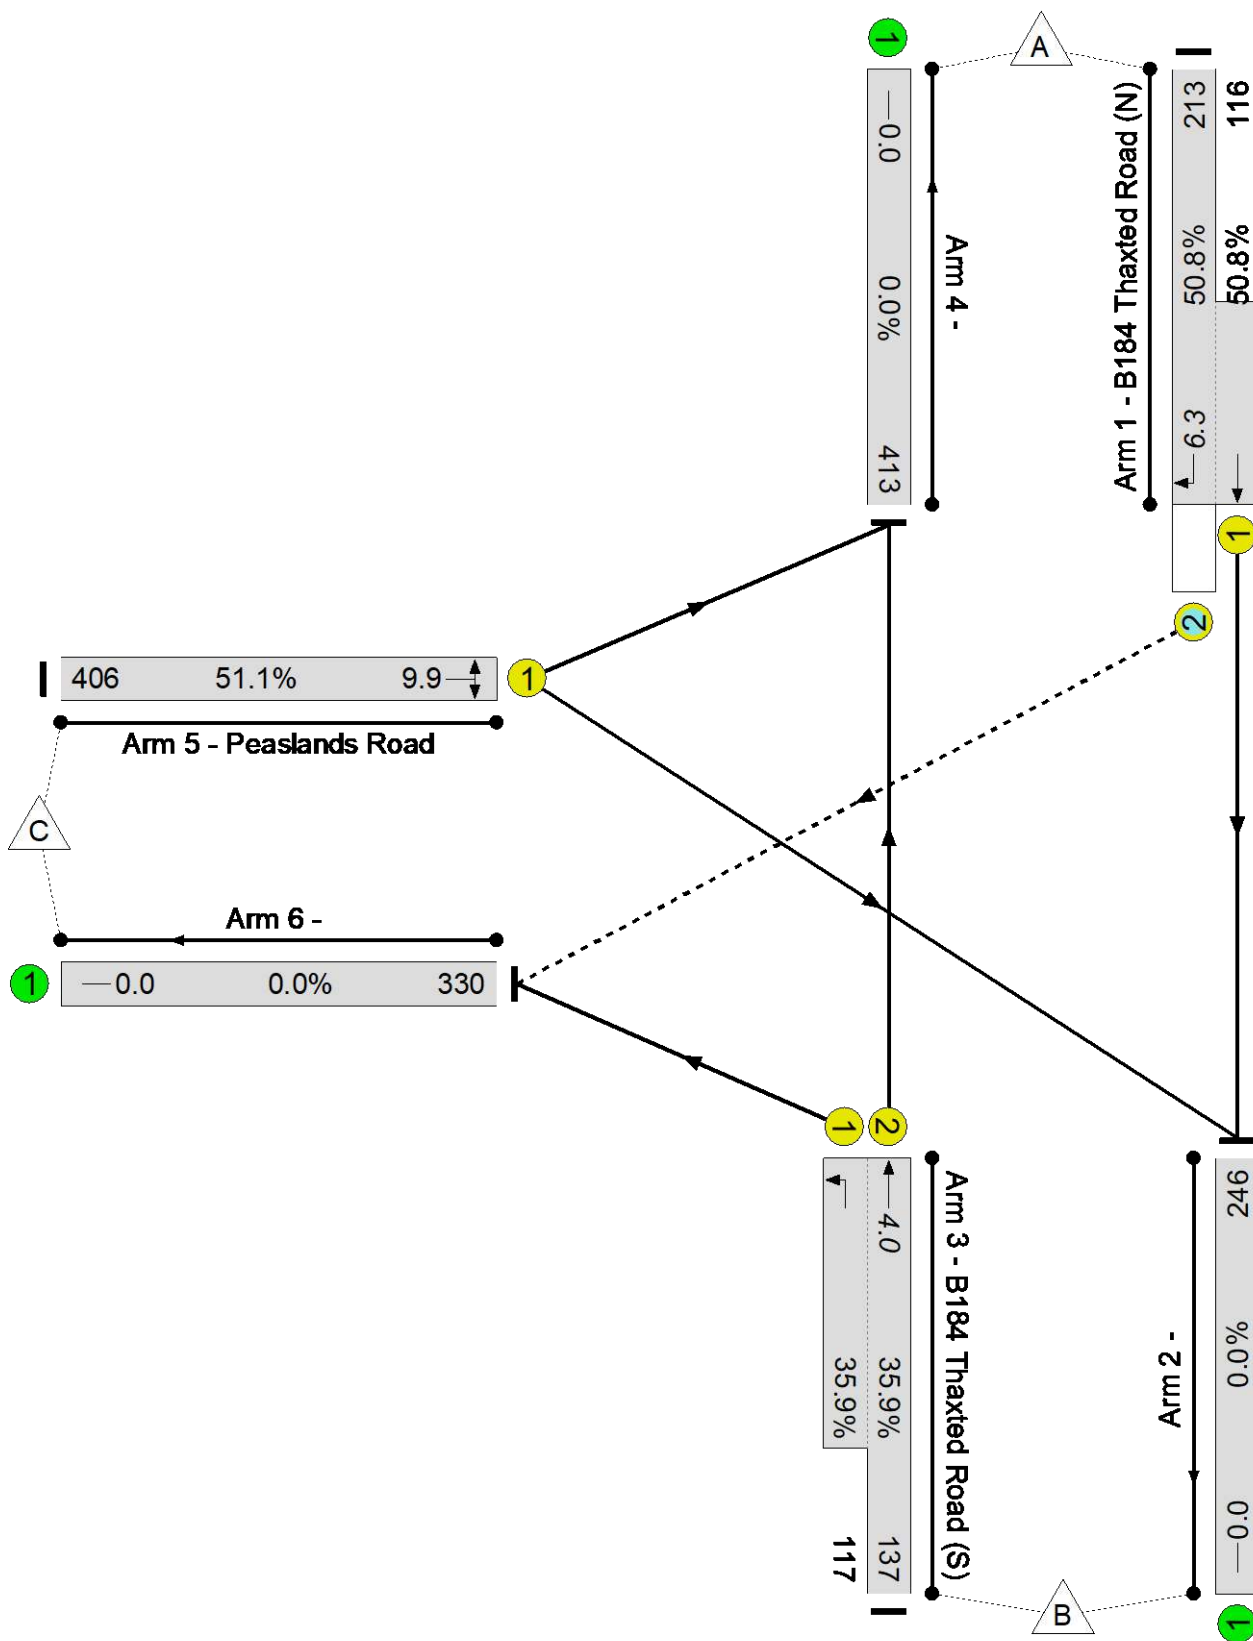 1
A
—0.0 0.0% 413
Arm 4 -
Arm 1 - B184 Thaxted Road (N)
213 50.8% 6.3
116 50.8%
1
2
406 51.1% 9.9
1
Arm 5 - Peaslands Road
C
Arm 6 -
1
—0.0 0.0% 330
1
2
4.0 35.9% 137
35.9% 117
Arm 3 - B184 Thaxted Road (S)
B
Arm 2 -
246 0.0% —0.0
1